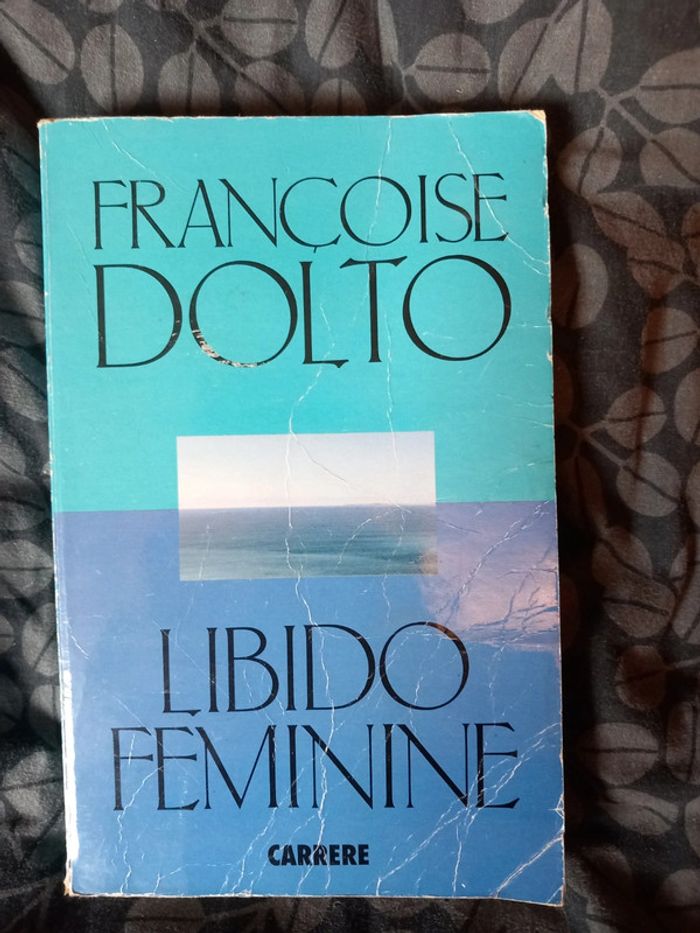 FRANÇOISE
DOLTO
LIBIDO
FÉMININE
CARRERE